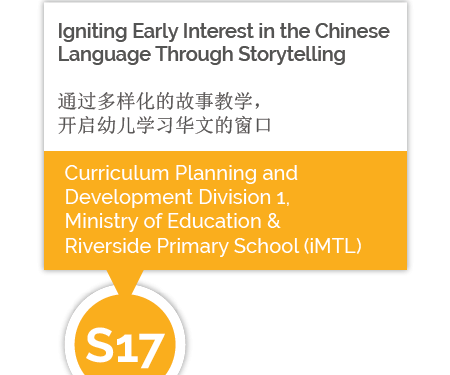 Igniting Early Interest in the Chinese
Language Through Storytelling
通过多样化的故事教学，
开启幼儿学习华文的窗口
Curriculum Planning and
Development Division 1,
Ministry of Education &
Riverside Primary School (iMTL)
S17